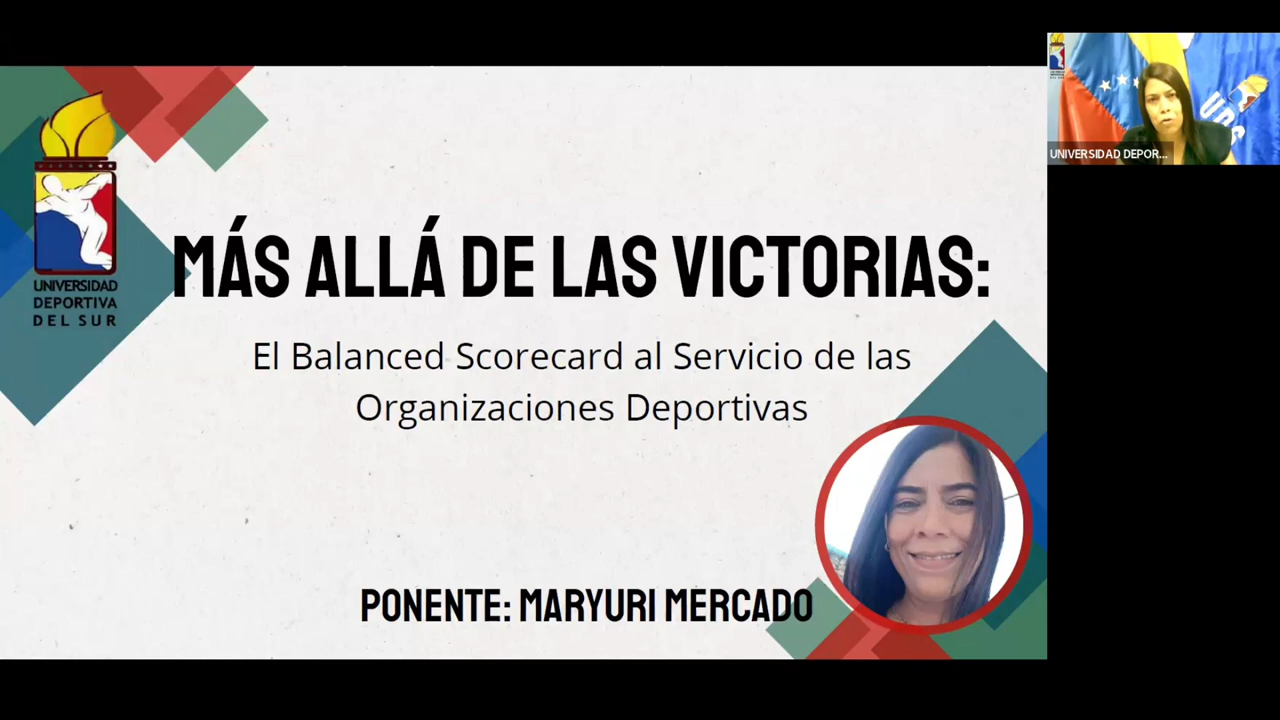 UNIVERSIDAD
DEPORTIVA
DEL SUR
MÁS ALLÁ DE LAS VICTORIAS:
El Balanced Scorecard al Servicio de las
Organizaciones Deportivas
PONENTE: MARYURI MERCADO
UNIVERSIDAD DEPOR...
UDS